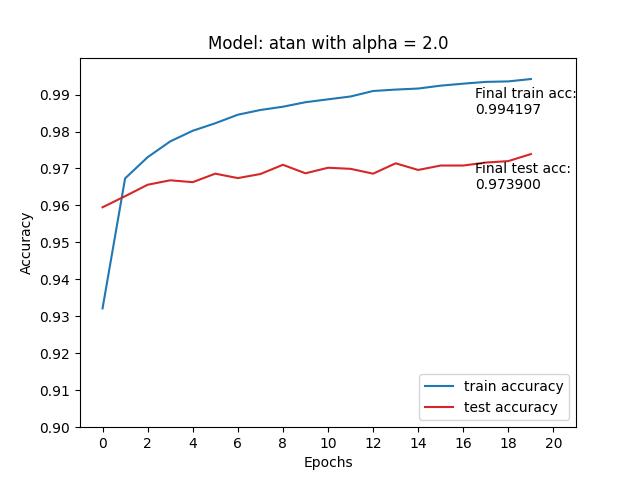 Model: atan with alpha = 2.0
Accuracy
0.99
0.98
0.97
0.96
0.95
0.94
0.93
0.92
0.91
0.90
Final train acc:
0.994197
Final test acc:
0.973900
train accuracy
test accuracy
0 2 4 6 8 10 12 14 16 18 20
Epochs